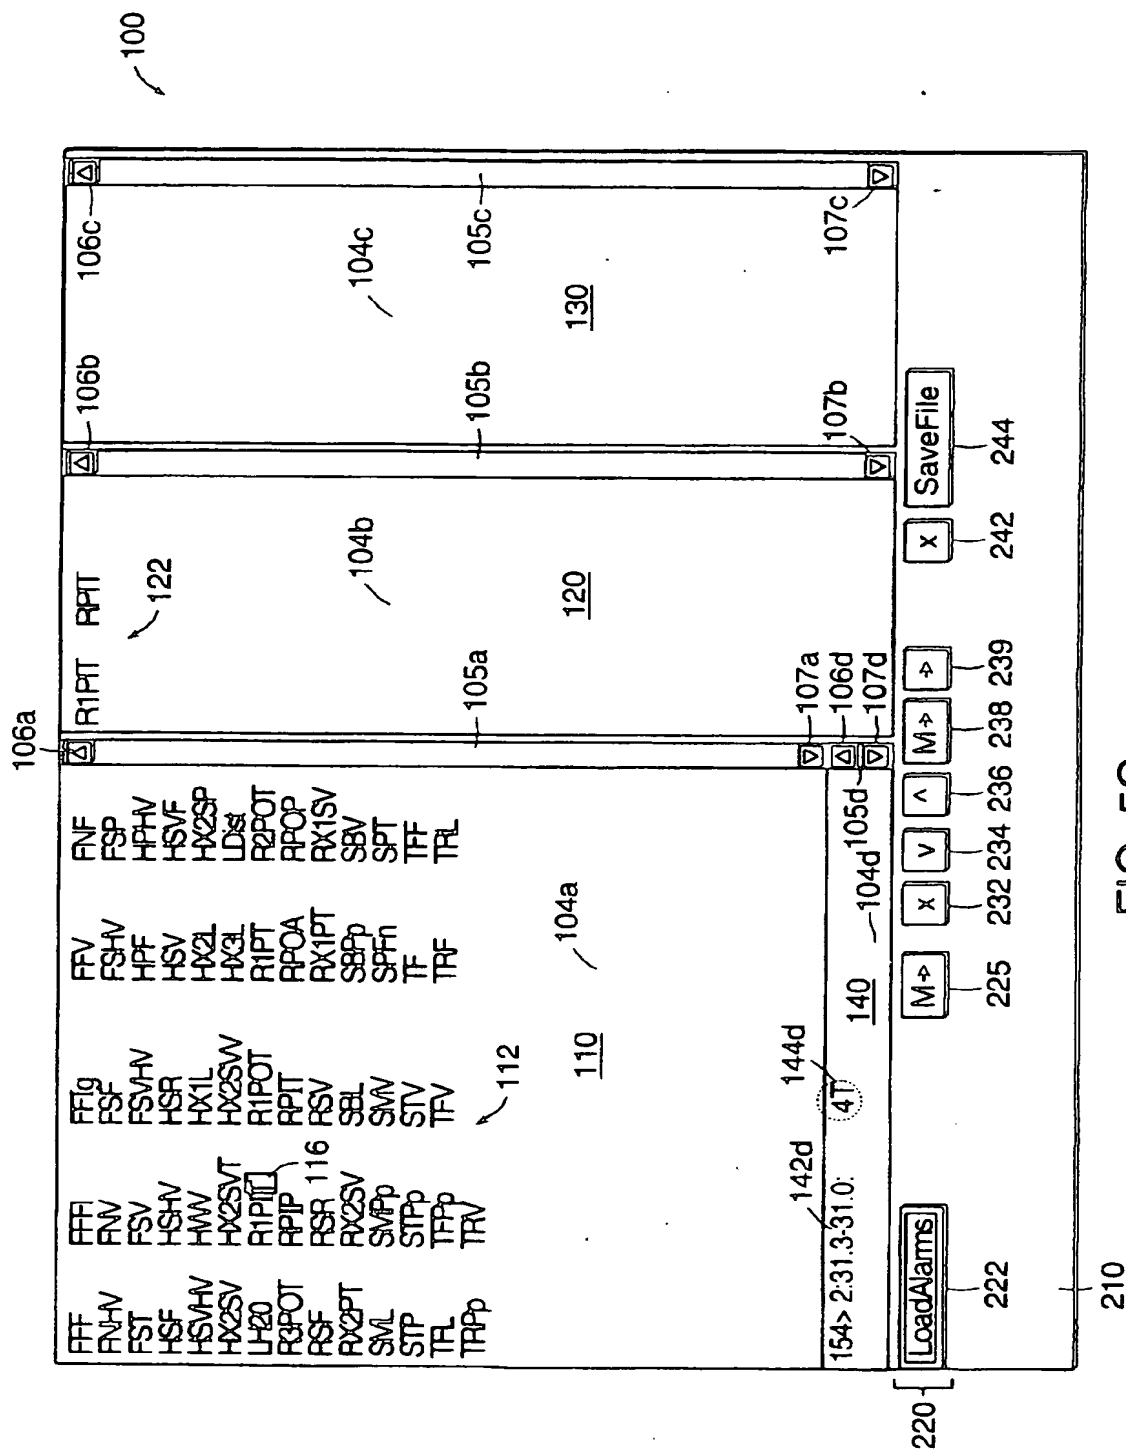 100
106a 106b 106c
FFF FFFl FFlg FFV FNF R1PIT RPIT
FNHV FNV FSF FSHV FSP
FST FSV FSVHV HPF HPHV
HSF HSHV HSR HSV HSVF 122
HSVHV HVW HX1L HX2L HX2SP
HX2SV HX2SVT HX2SVV HX3L LDist
LH20 R1PIT R1POT R1PT R2POT
R3POT RPIP RPIT RPOA RPOP
116
RSF RSR RSV RX1PT RX1SV
RX2PT RX2SV SBL SBPp SBV
SML SMPp SMV SPFn SPT
STP STPp STV TF TFF
TFL TFPp TFV TRF TRL
TRPp TRV
104b 104c
112
105a 105b 105c
104a
110 120 130
142d 144d 107a 107b 107c
106d
154> 2:31.3-31.0: 4T
140 104d 105d 107d
220 LoadAlarms M x v ^ M x SaveFile
222 225 232 234 236 238 239 242 244
210